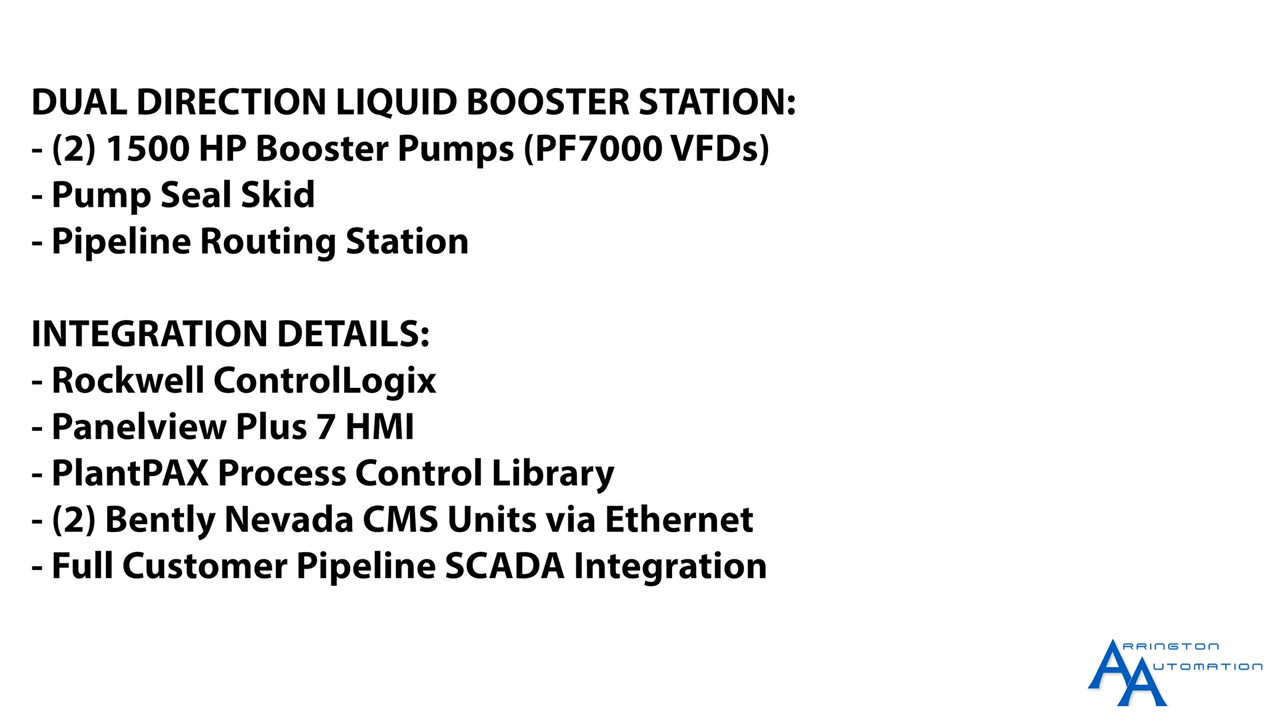 DUAL DIRECTION LIQUID BOOSTER STATION:
- (2) 1500 HP Booster Pumps (PF7000 VFDs)
- Pump Seal Skid
- Pipeline Routing Station
INTEGRATION DETAILS:
- Rockwell ControlLogix
- Panelview Plus 7 HMI
- PlantPAX Process Control Library
- (2) Bently Nevada CMS Units via Ethernet
- Full Customer Pipeline SCADA Integration
ARRINGTON
AUTOMATION